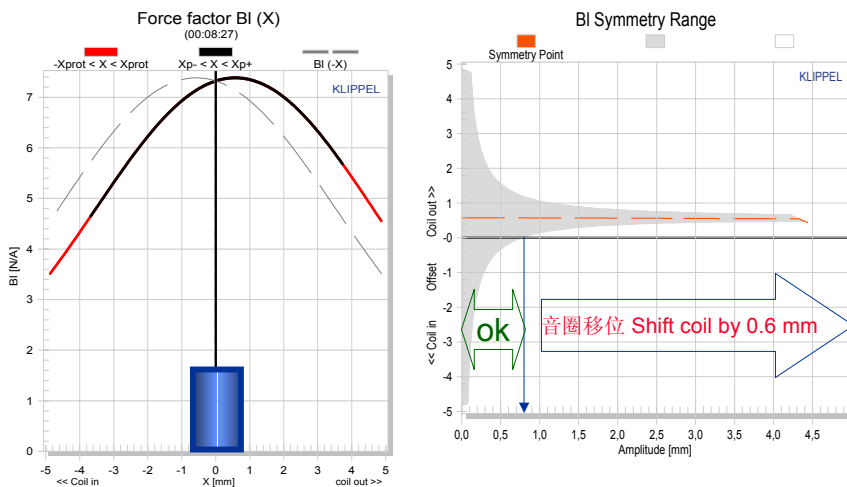 Force factor Bl (X)
(00:08:27)
-Xprot < X < Xprot
Xp- < X < Xp+
Bl (-X)
KLIPPEL
Bl [N/A]
7
6
5
4
3
2
1
0
-5 -4 -3 -2 -1 0 1 2 3 4 5
<< Coil in
X [mm]
coil out >>
Bl Symmetry Range
Symmetry Point
KLIPPEL
<< Coil in Offset Coil out >>
5
4
3
2
1
-0
-1
-2
-3
-4
-5
ok
音圈移位 Shift coil by 0.6 mm
0,0 0,5 1,0 1,5 2,0 2,5 3,0 3,5 4,0 4,5
Amplitude [mm]